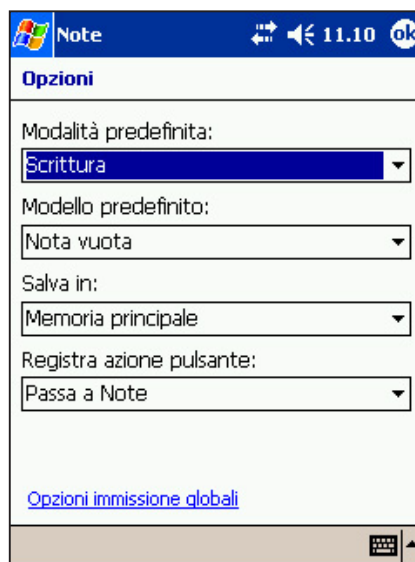 Note 11.10 ok
Opzioni
Modalità predefinita:
Scrittura
Modello predefinito:
Nota vuota
Salva in:
Memoria principale
Registra azione pulsante:
Passa a Note
Opzioni immissione globali